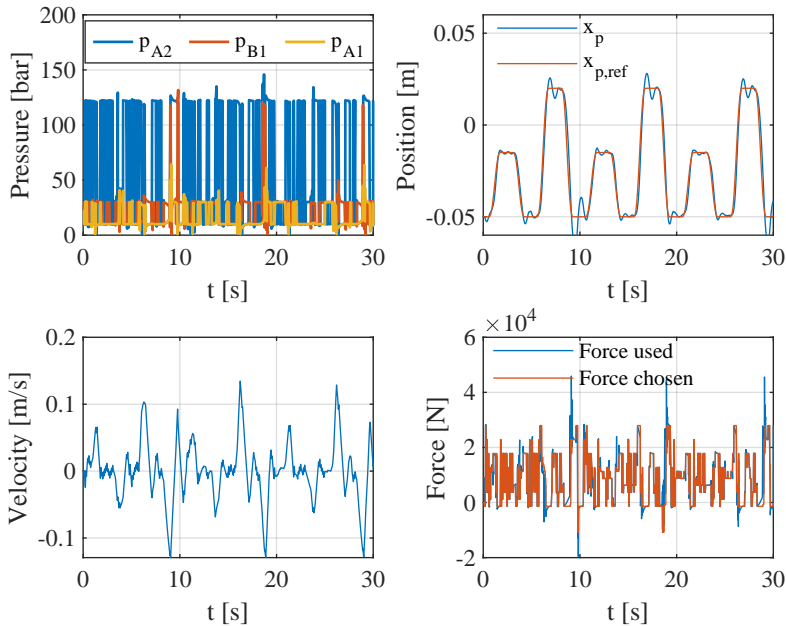 p_A2 p_B1 p_A1
Pressure [bar]
200
150
100
50
0
0 10 20 30
t [s]
x_p
x_p,ref
Position [m]
0.05
0
-0.05
0 10 20 30
t [s]
Velocity [m/s]
0.2
0.1
0
-0.1
0 10 20 30
t [s]
×10^4
Force used
Force chosen
Force [N]
6
4
2
0
-2
0 10 20 30
t [s]